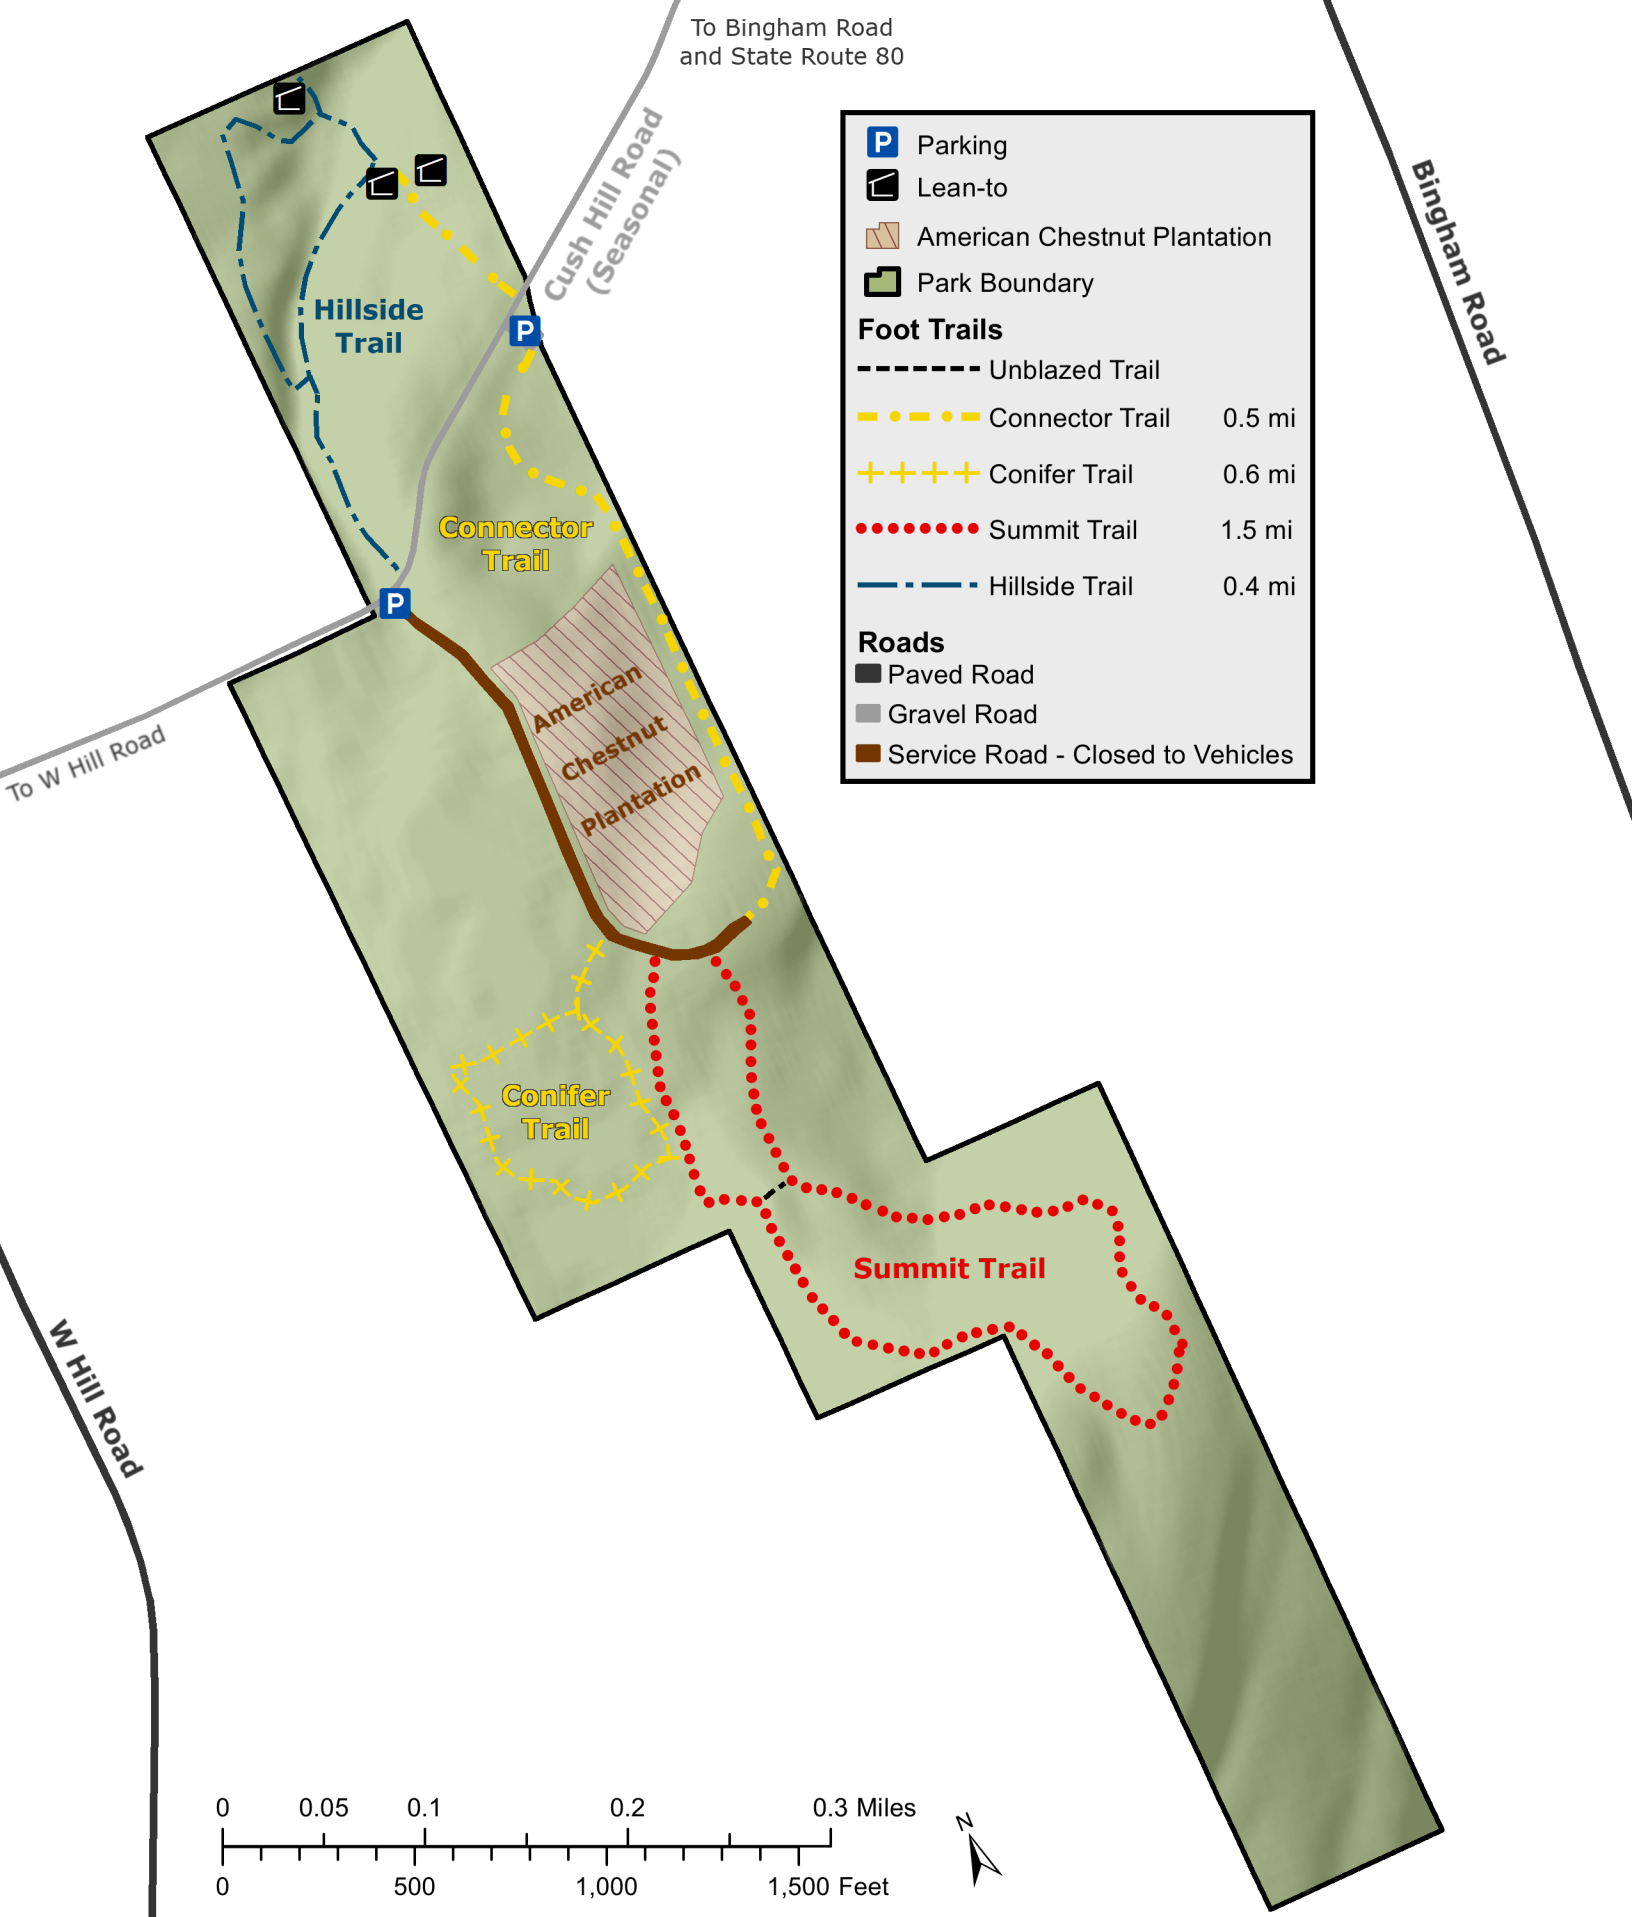 To Bingham Road
and State Route 80
Cush Hill Road
(Seasonal)
Bingham Road
P Parking
Lean-to
American Chestnut Plantation
Park Boundary
Foot Trails
Unblazed Trail
Connector Trail 0.5 mi
Conifer Trail 0.6 mi
Summit Trail 1.5 mi
Hillside Trail 0.4 mi
Roads
Paved Road
Gravel Road
Service Road - Closed to Vehicles
Hillside
Trail
P
Connector
Trail
P
To W Hill Road
American
Chestnut
Plantation
Conifer
Trail
Summit Trail
W Hill Road
0 0.05 0.1 0.2 0.3 Miles
0 500 1,000 1,500 Feet
N